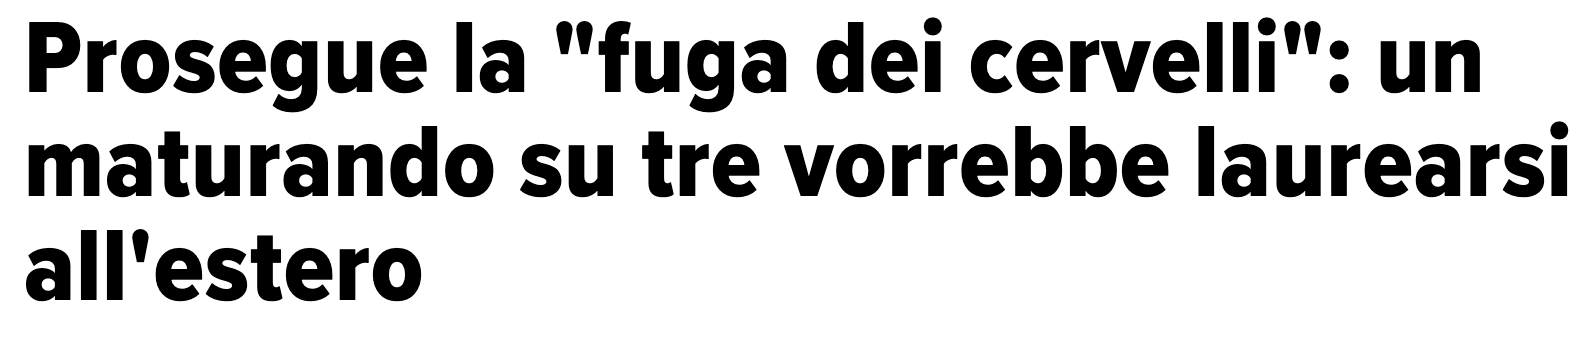 Prosegue la "fuga dei cervelli": un
maturando su tre vorrebbe laurearsi
all'estero